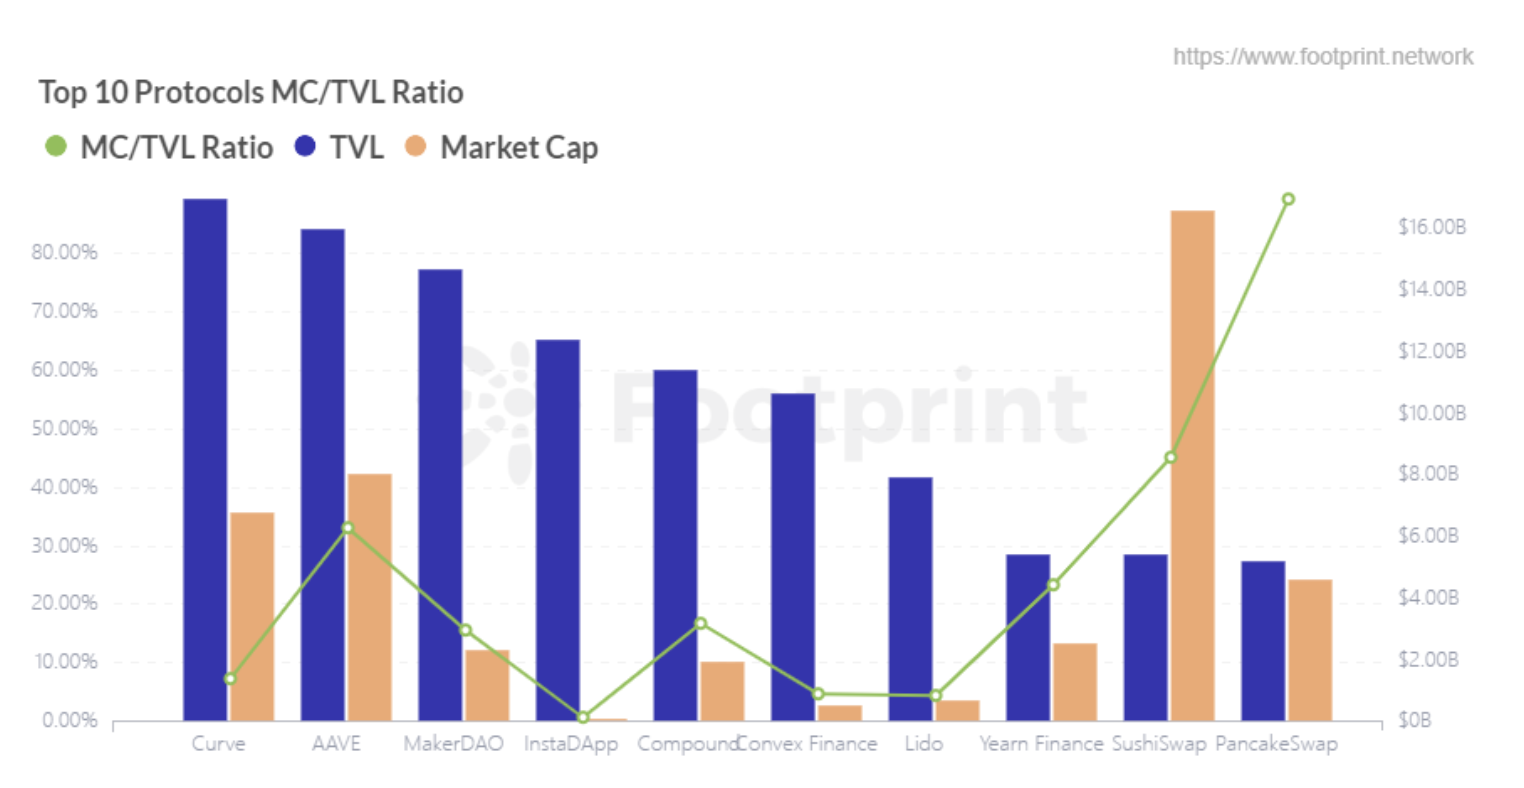 https://www.footprint.network
Top 10 Protocols MC/TVL Ratio
MC/TVL Ratio TVL Market Cap
80.00%
70.00%
60.00%
50.00%
40.00%
30.00%
20.00%
10.00%
0.00%
$16.00B
$14.00B
$12.00B
$10.00B
$8.00B
$6.00B
$4.00B
$2.00B
$0B
Footprint
Curve AAVE MakerDAO InstaDApp Compound Convex Finance Lido Yearn Finance SushiSwap PancakeSwap